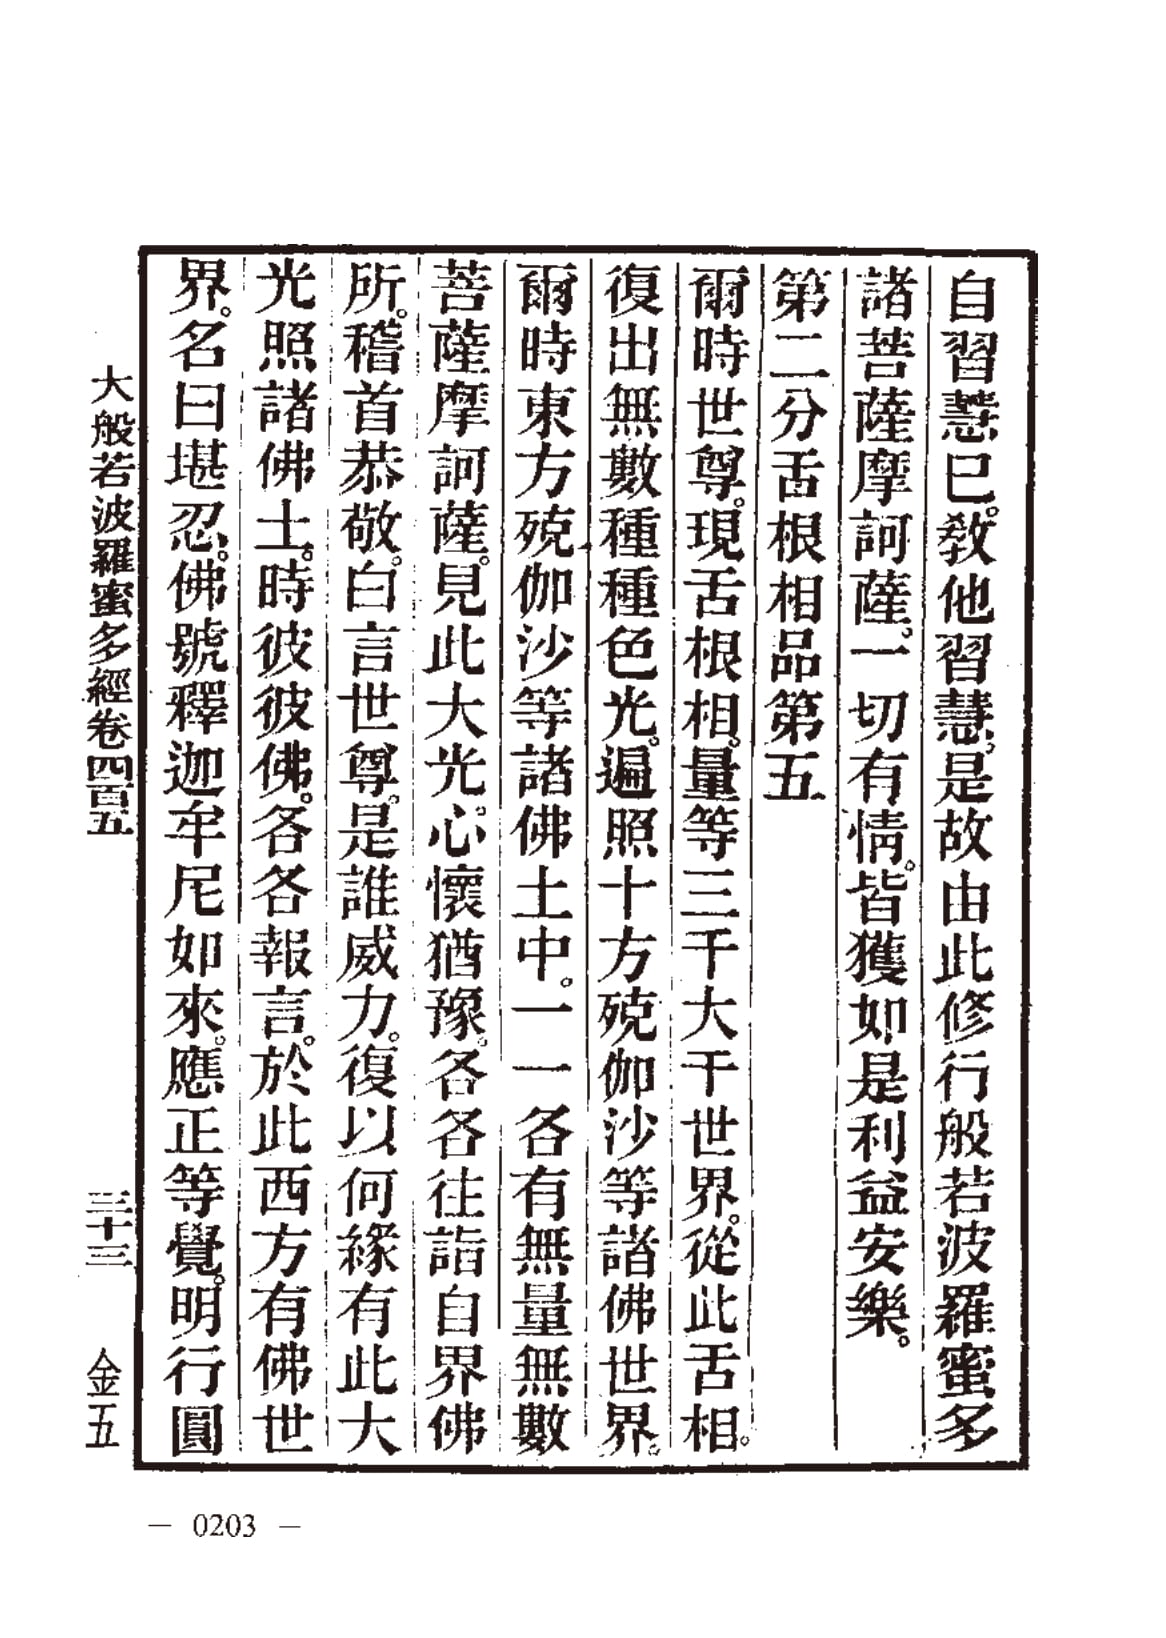 自習慧已。敎他習慧。是故由此修行般若波羅蜜多
諸菩薩摩訶薩。一切有情。皆獲如是利益安樂。
第二分舌根相品第五
爾時世尊。現舌根相。量等三千大千世界。從此舌相。
復出無數種種色光。遍照十方殑伽沙等諸佛世界。
爾時東方殑伽沙等諸佛土中。一一各有無量無數
菩薩摩訶薩。見此大光。心懷猶豫。各各往詣自界佛
所。稽首恭敬。白言世尊。是誰威力。復以何緣有此大
光照諸佛土。時彼彼佛。各各報言。於此西方有佛世
界。名曰堪忍。佛號釋迦牟尼如來。應正等覺。明行圓
大般若波羅蜜多經卷四百五 三十三 金五
— 0203 —